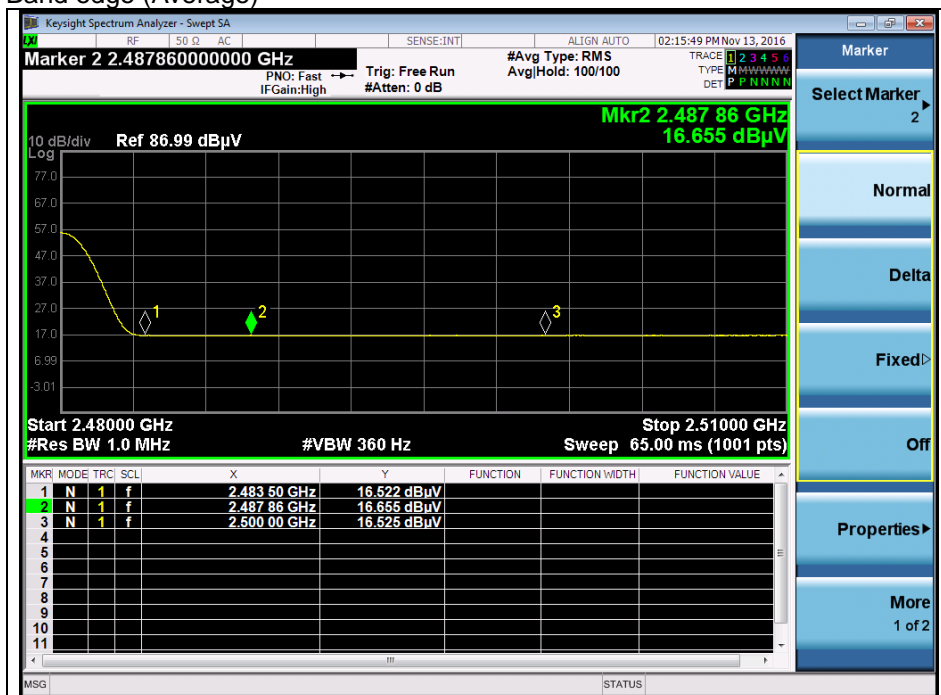 Band edge (Average)
Keysight Spectrum Analyzer - Swept SA
LXI RF 50 Ω AC SENSE:INT ALIGN AUTO 02:15:49 PM Nov 13, 2016
Marker 2 2.487860000000 GHz
PNO: Fast
IFGain:High
Trig: Free Run
#Atten: 0 dB
#Avg Type: RMS
Avg|Hold: 100/100
TRACE 1 2 3 4 5 6
TYPE M M W W W W
DET P P N N N N
Mkr2 2.487 86 GHz
16.655 dBµV
10 dB/div Ref 86.99 dBµV
Log
77.0
67.0
57.0
47.0
37.0
27.0
17.0
6.99
-3.01
1
2
3
Start 2.48000 GHz
Stop 2.51000 GHz
#Res BW 1.0 MHz
#VBW 360 Hz
Sweep 65.00 ms (1001 pts)
MKR MODE TRC SCL X Y FUNCTION FUNCTION WIDTH FUNCTION VALUE
1 N 1 f 2.483 50 GHz 16.522 dBµV
2 N 1 f 2.487 86 GHz 16.655 dBµV
3 N 1 f 2.500 00 GHz 16.525 dBµV
4
5
6
7
8
9
10
11
MSG
STATUS
Marker
Select Marker
2
Normal
Delta
Fixed
Off
Properties
More
1 of 2